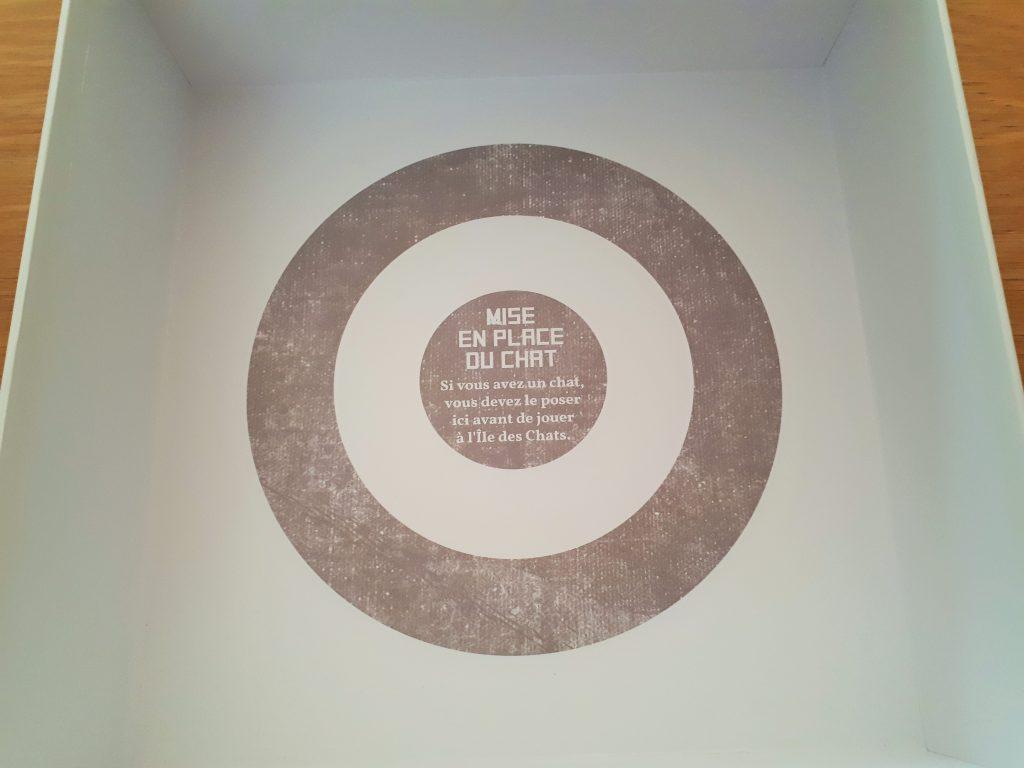 MISE
EN PLACE
DU CHAT
Si vous avez un chat,
vous devez le poser
ici avant de jouer
à l'Île des Chats.